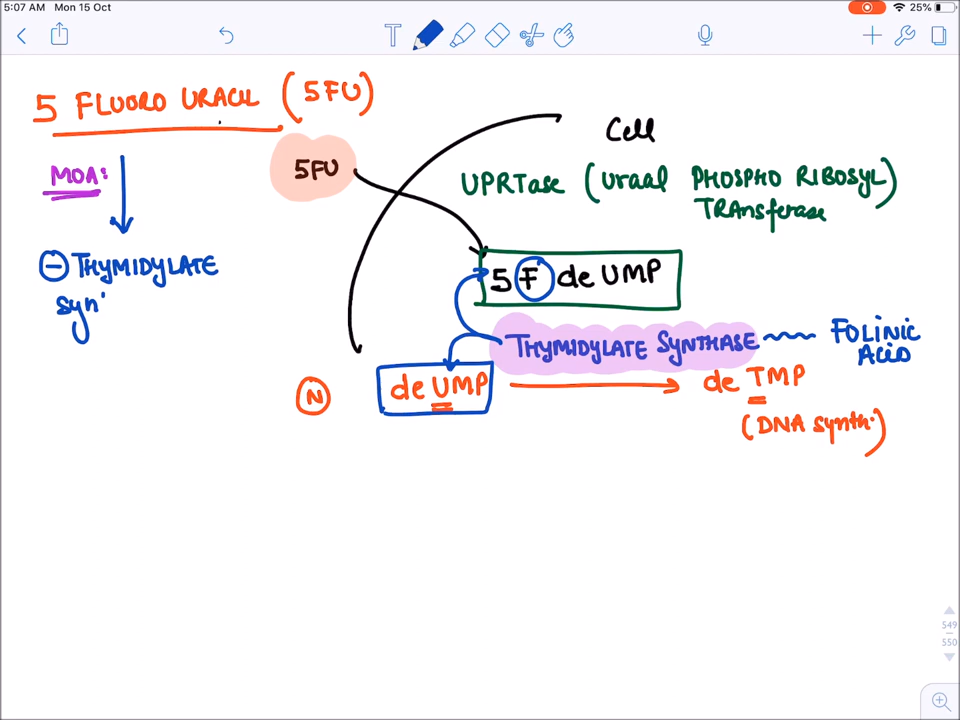 5:07 AM Mon 15 Oct
25%
T
5 FLUORO URACIL (5FU)
MOA:
⊖ THYMIDYLATE
syn'
5FU
Cell
UPRTase (Uracil PHOSPHO RIBOSYL)
TRAnsferase
5 F de UMP
THYMIDYLATE SYNTHASE
FOLINIC
ACID
N
de UMP
de TMP
(DNA synth.)
549
550